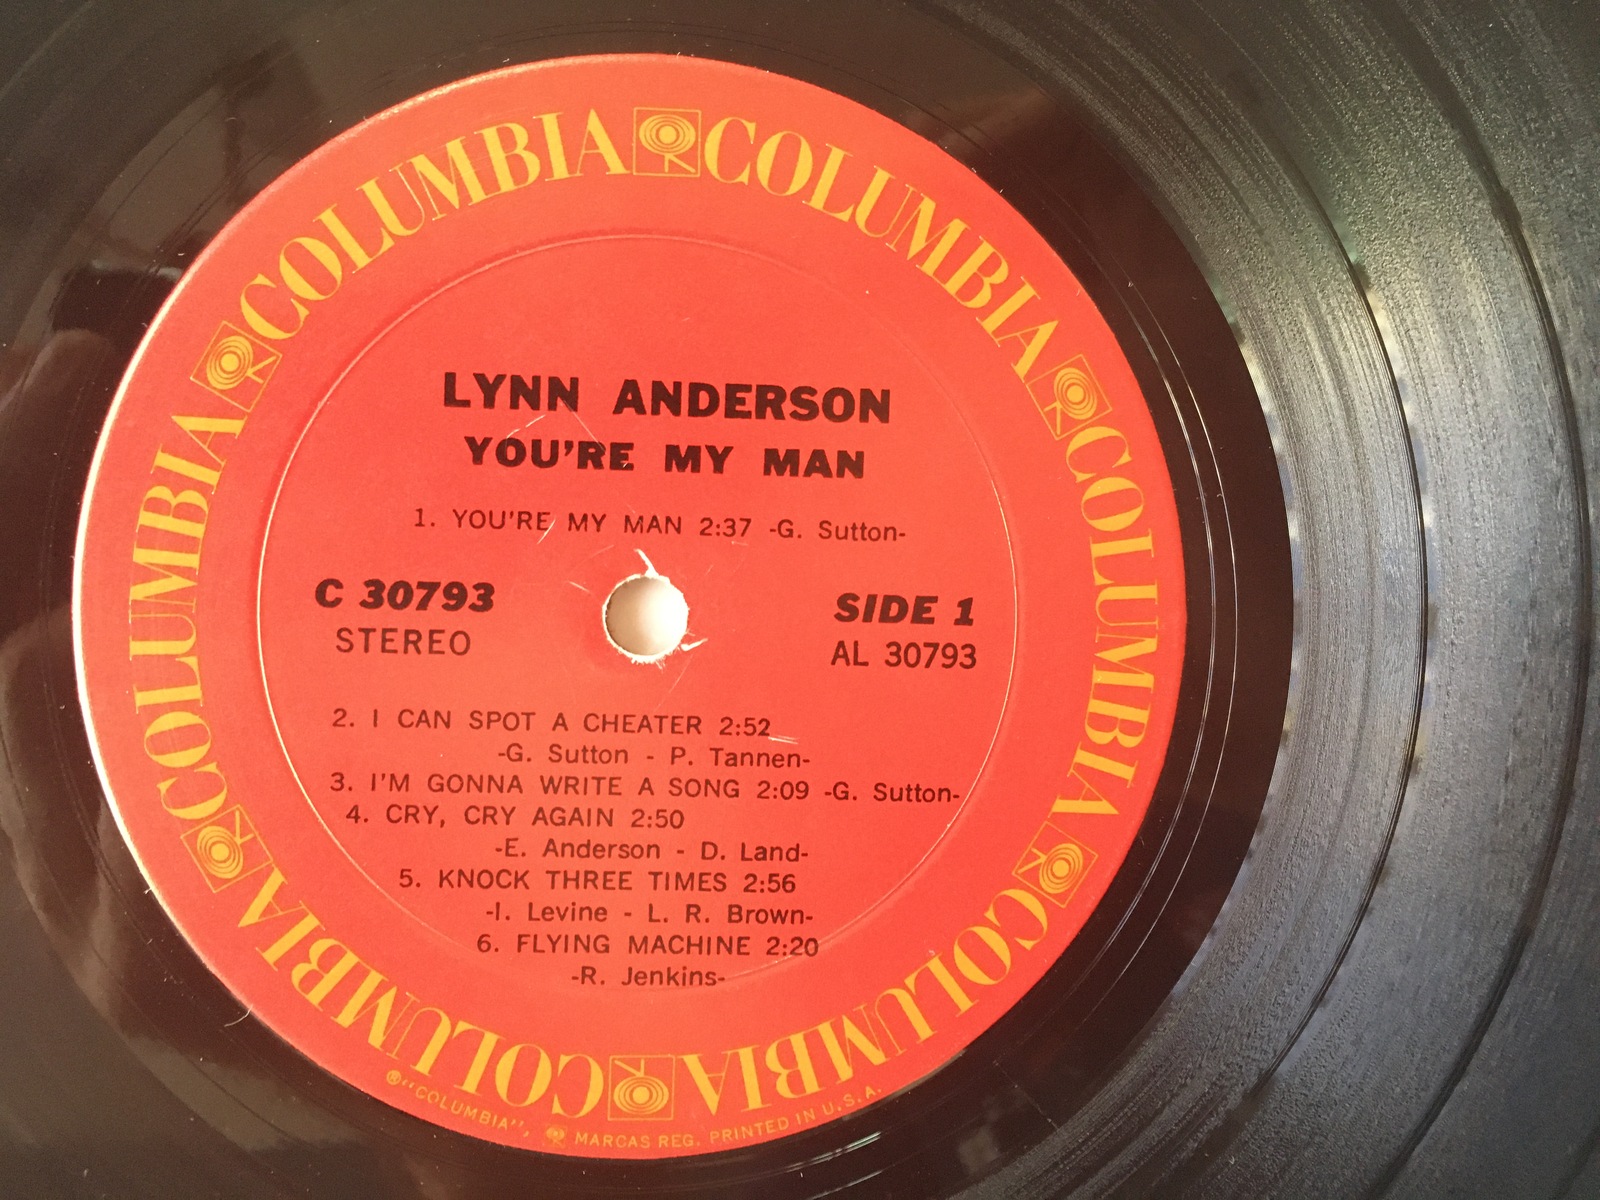 COLUMBIA COLUMBIA COLUMBIA COLUMBIA COLUMBIA COLUMBIA
LYNN ANDERSON
YOU'RE MY MAN
1. YOU'RE MY MAN 2:37 -G. Sutton-
C 30793
STEREO
SIDE 1
AL 30793
2. I CAN SPOT A CHEATER 2:52
-G. Sutton - P. Tannen-
3. I'M GONNA WRITE A SONG 2:09 -G. Sutton-
4. CRY, CRY AGAIN 2:50
-E. Anderson - D. Land-
5. KNOCK THREE TIMES 2:56
-I. Levine - L. R. Brown-
6. FLYING MACHINE 2:20
-R. Jenkins-
®"COLUMBIA", MARCAS REG. PRINTED IN U.S.A.